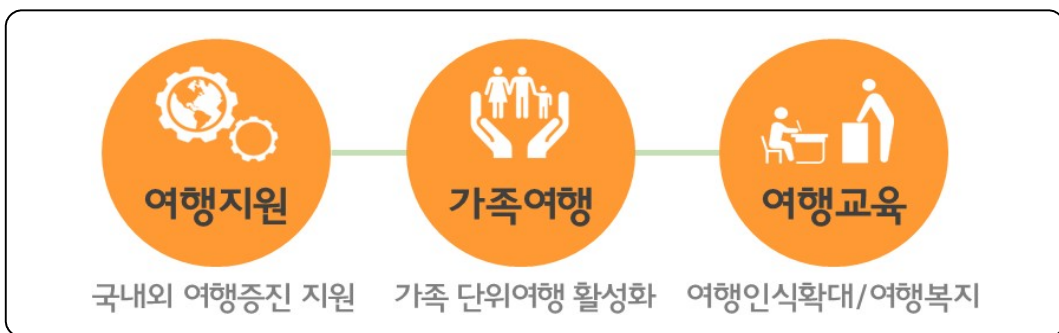 여행지원
가족여행
여행교육
국내외 여행증진 지원
가족 단위여행 활성화
여행인식확대/여행복지